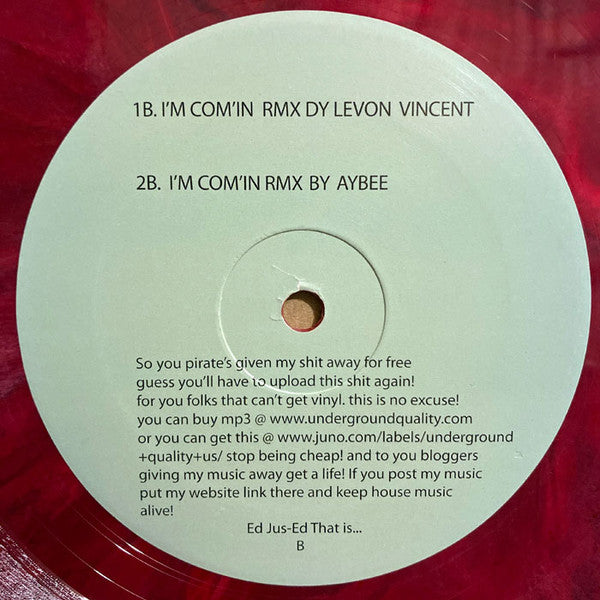 1B. I'M COM'IN RMX DY LEVON VINCENT
2B. I'M COM'IN RMX BY AYBEE
So you pirate's given my shit away for free
guess you'll have to upload this shit again!
for you folks that can't get vinyl. this is no excuse!
you can buy mp3 @ www.undergroundquality.com
or you can get this @ www.juno.com/labels/underground
+quality+us/ stop being cheap! and to you bloggers
giving my music away get a life! If you post my music
put my website link there and keep house music
alive!
Ed Jus-Ed That is...
B